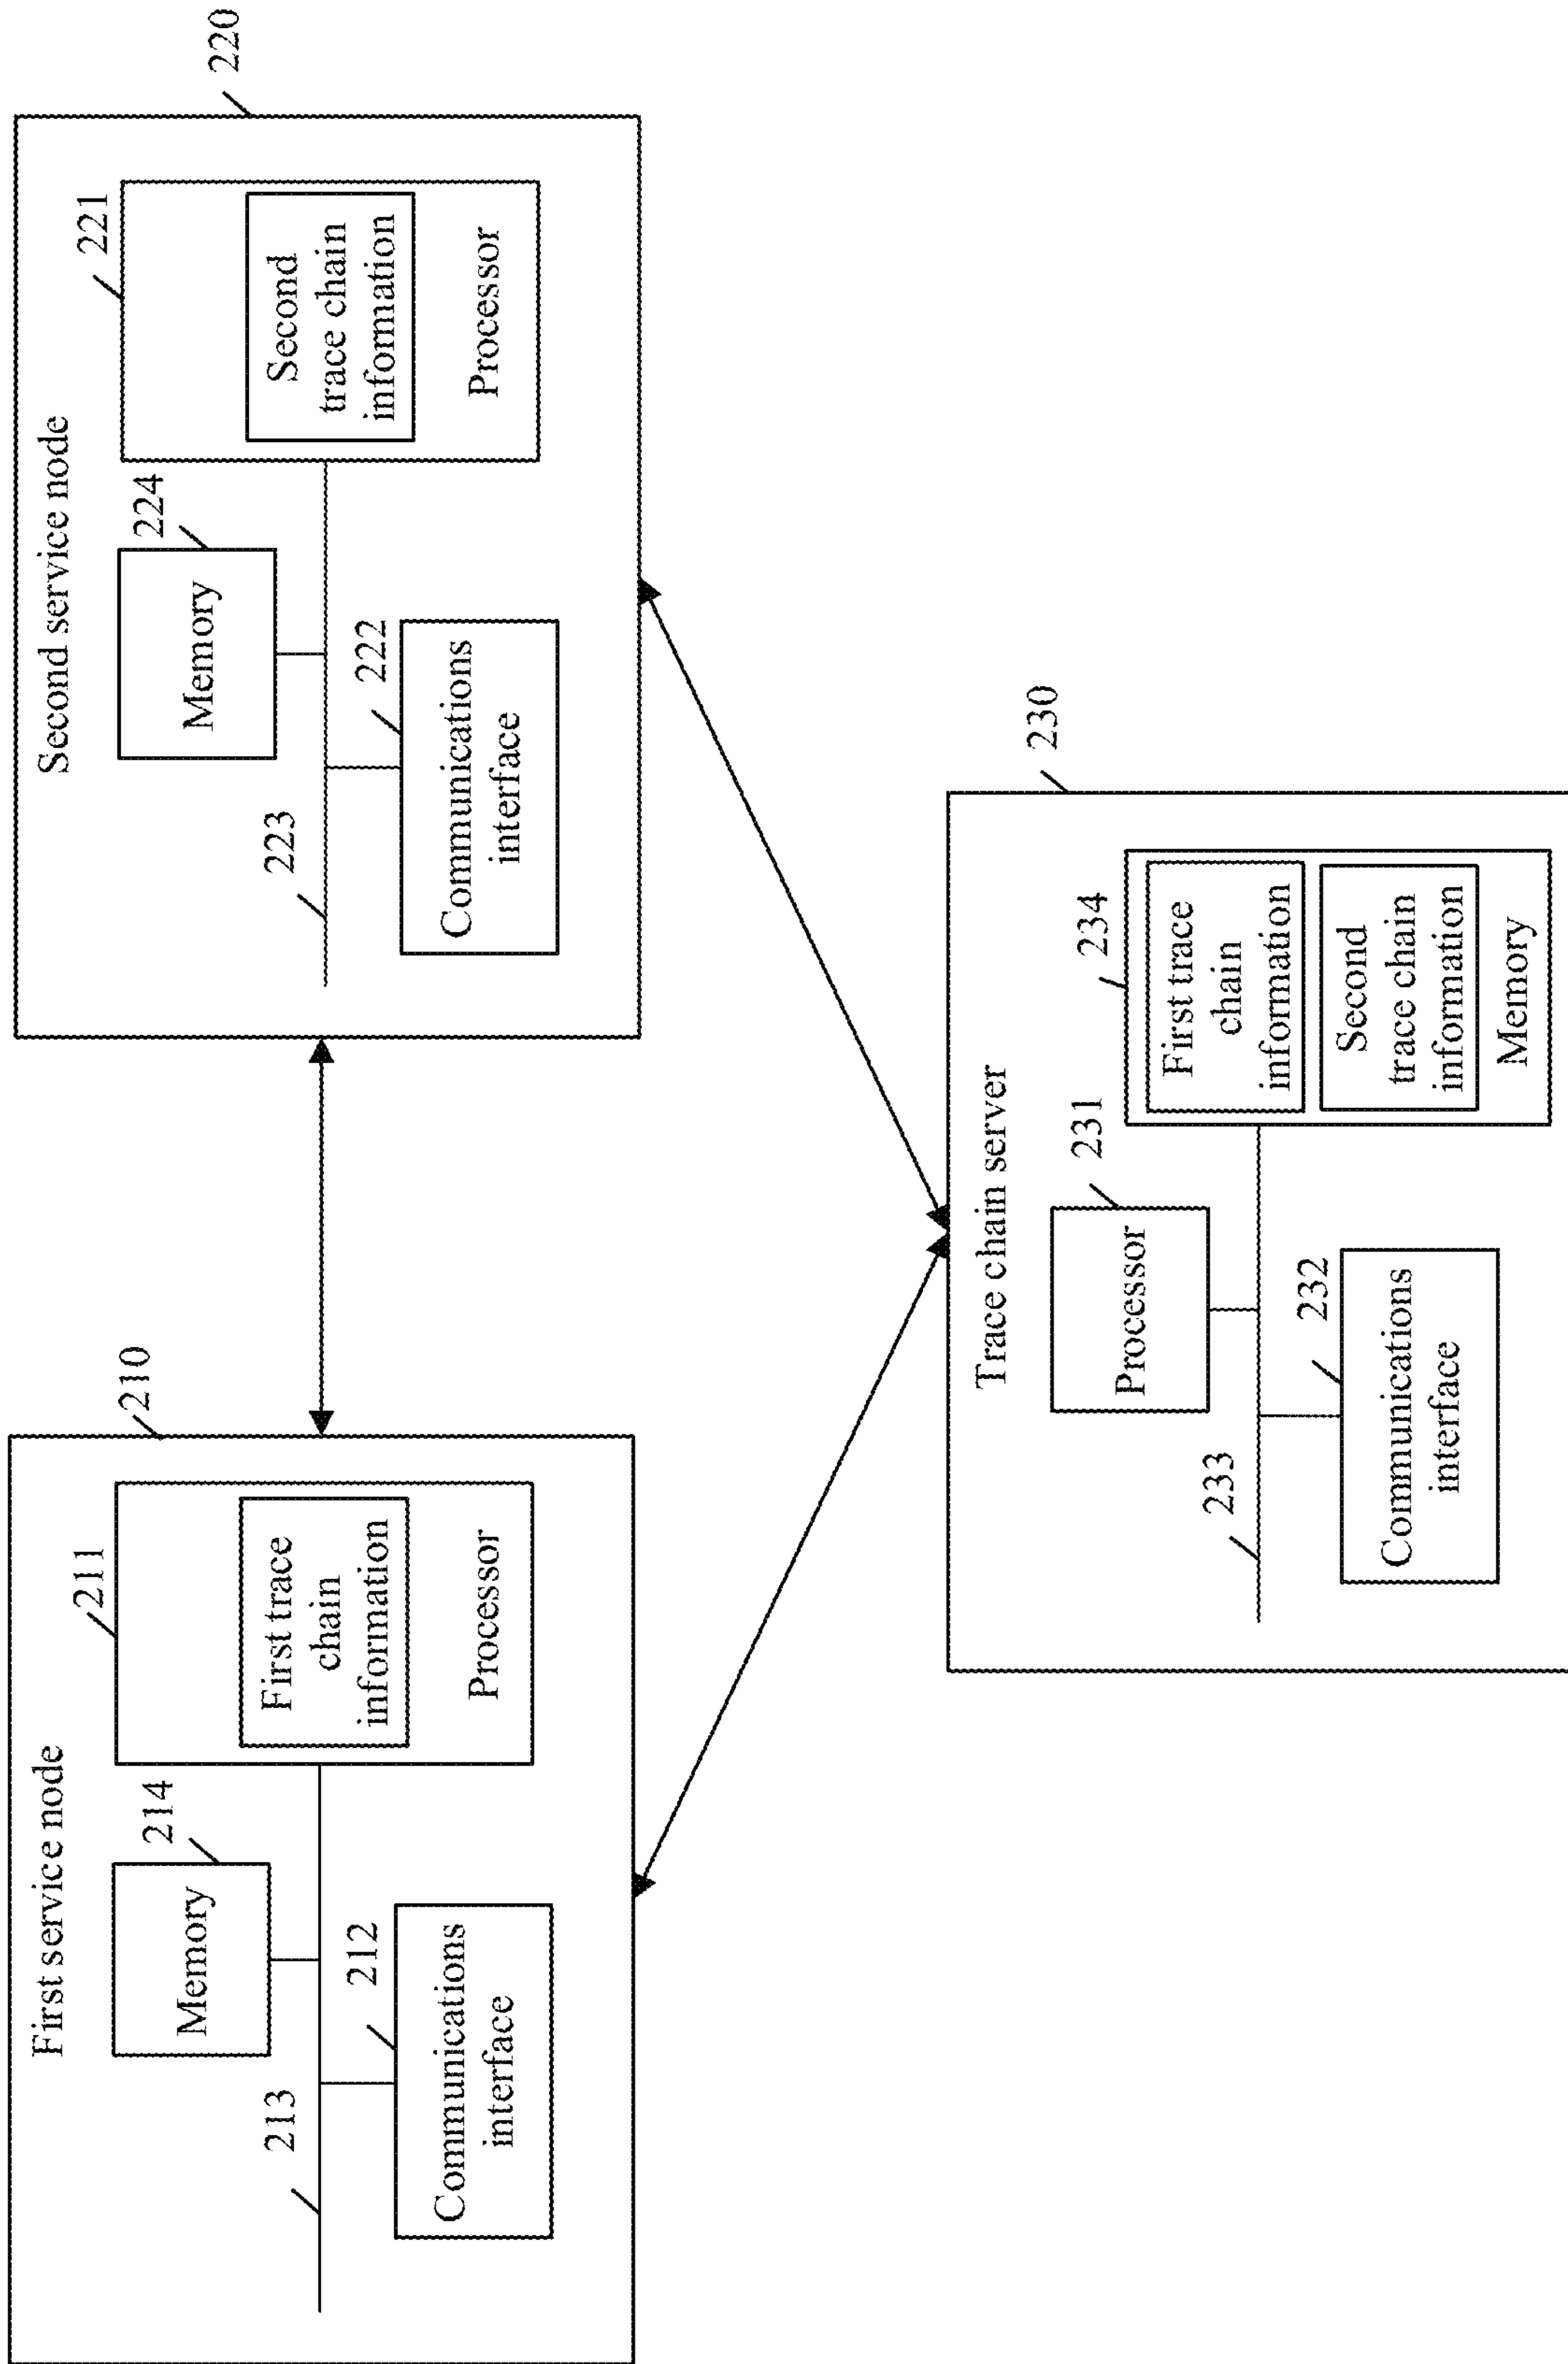 First service node
210
211
214
Memory
First trace
chain
information
Processor
213
212
Communications
interface
Second service node
220
221
224
Memory
Second
trace chain
information
Processor
223
222
Communications
interface
Trace chain server
230
231
Processor
234
First trace
chain
information
Second
trace chain
information
Memory
233
232
Communications
interface